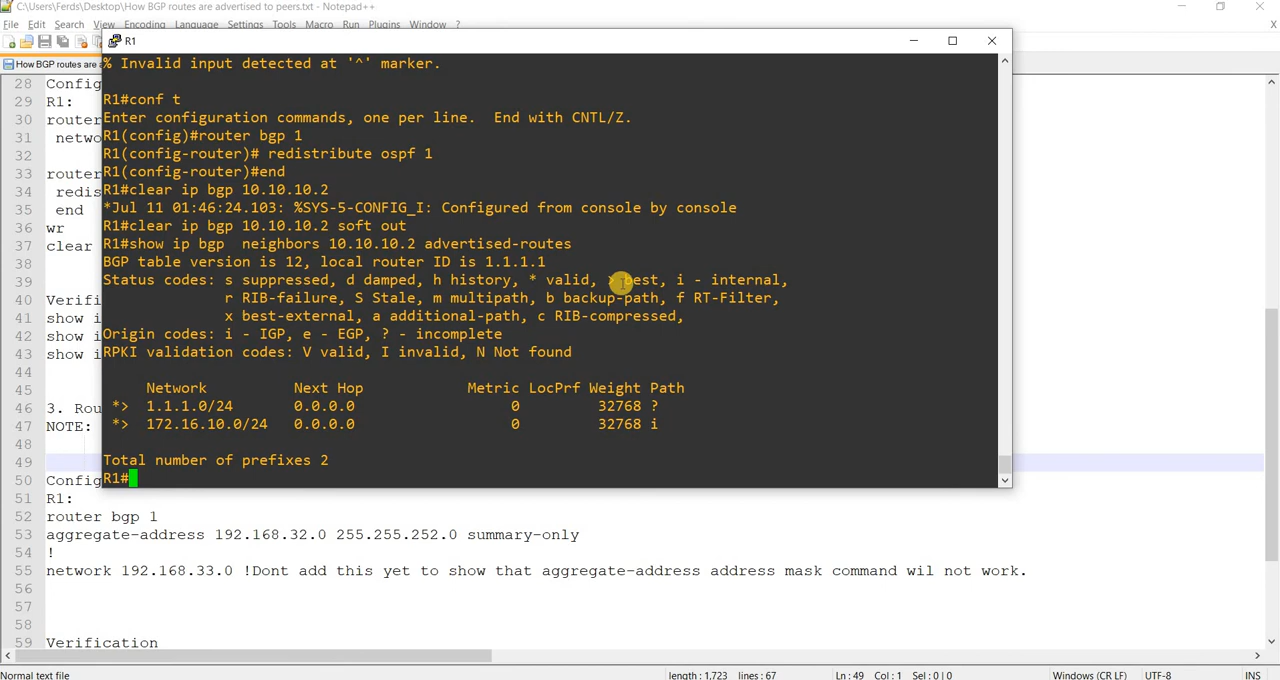 C:\Users\Ferds\Desktop\How BGP routes are advertised to peers.txt - Notepad++
File Edit Search View Encoding Language Settings Tools Macro Run Plugins Window ?
X
How BGP routes are a
R1
% Invalid input detected at '^' marker.
R1#conf t
Enter configuration commands, one per line.  End with CNTL/Z.
R1(config)#router bgp 1
R1(config-router)# redistribute ospf 1
R1(config-router)#end
R1#clear ip bgp 10.10.10.2
*Jul 11 01:46:24.103: %SYS-5-CONFIG_I: Configured from console by console
R1#clear ip bgp 10.10.10.2 soft out
R1#show ip bgp  neighbors 10.10.10.2 advertised-routes
BGP table version is 12, local router ID is 1.1.1.1
Status codes: s suppressed, d damped, h history, * valid, > best, i - internal,
r RIB-failure, S Stale, m multipath, b backup-path, f RT-Filter,
x best-external, a additional-path, c RIB-compressed,
Origin codes: i - IGP, e - EGP, ? - incomplete
RPKI validation codes: V valid, I invalid, N Not found
Network Next Hop Metric LocPrf Weight Path
*> 1.1.1.0/24 0.0.0.0 0 32768 ?
*> 172.16.10.0/24 0.0.0.0 0 32768 i
Total number of prefixes 2
R1#
28 Config
29 R1:
30 router
31 netwo
32
33 router
34 redis
35 end
36 wr
37 clear
38
39
40 Verifi
41 show i
42 show i
43 show i
44
45
46 3. Rou
47 NOTE:
48
49
50 Config
51 R1:
52 router bgp 1
53 aggregate-address 192.168.32.0 255.255.252.0 summary-only
54 !
55 network 192.168.33.0 !Dont add this yet to show that aggregate-address address mask command wil not work.
56
57
58
59 Verification
Normal text file length : 1,723 lines : 67 Ln : 49 Col : 1 Sel : 0 | 0 Windows (CR LF) UTF-8 INS